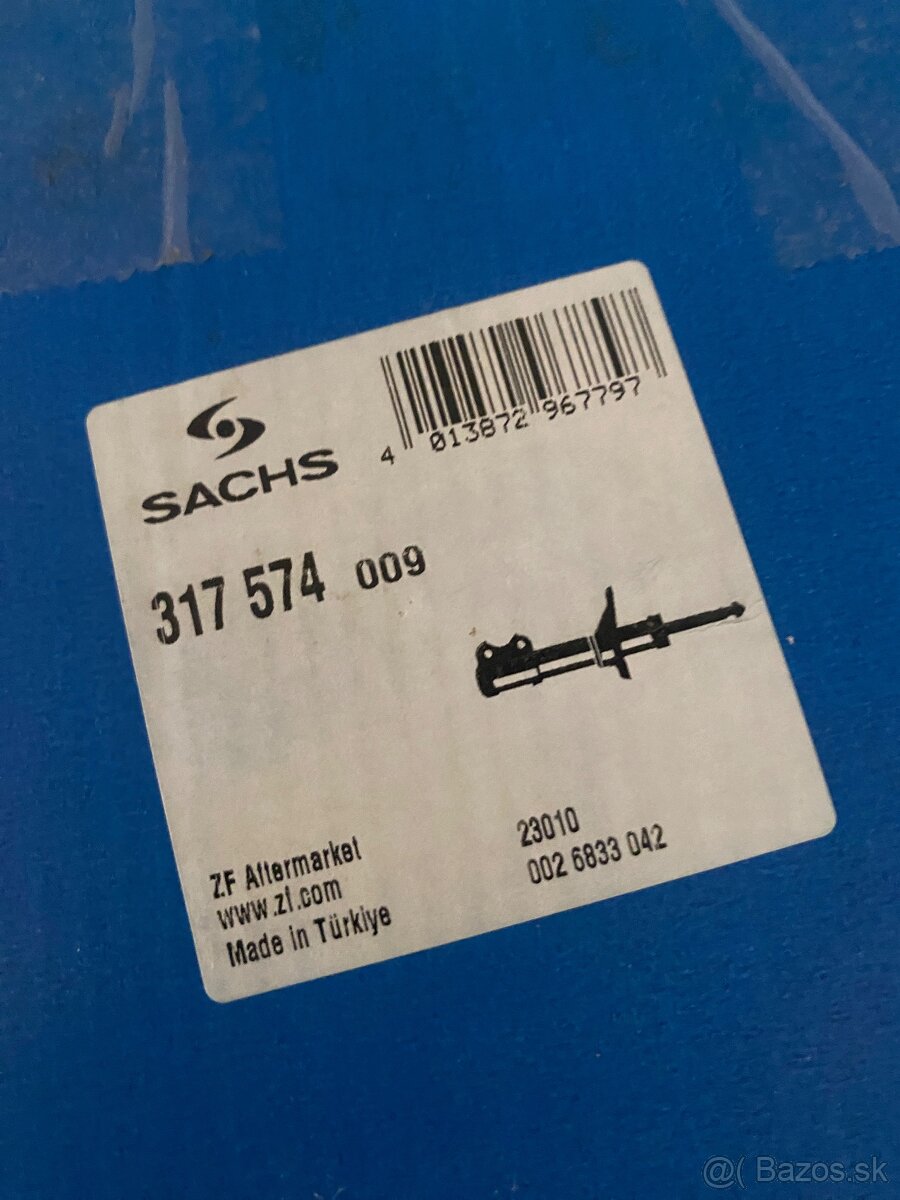 4 013872 967797
SACHS
317 574 009
ZF Aftermarket
www.zf.com
Made in Türkiye
23010
002 6833 042
@( Bazos.sk